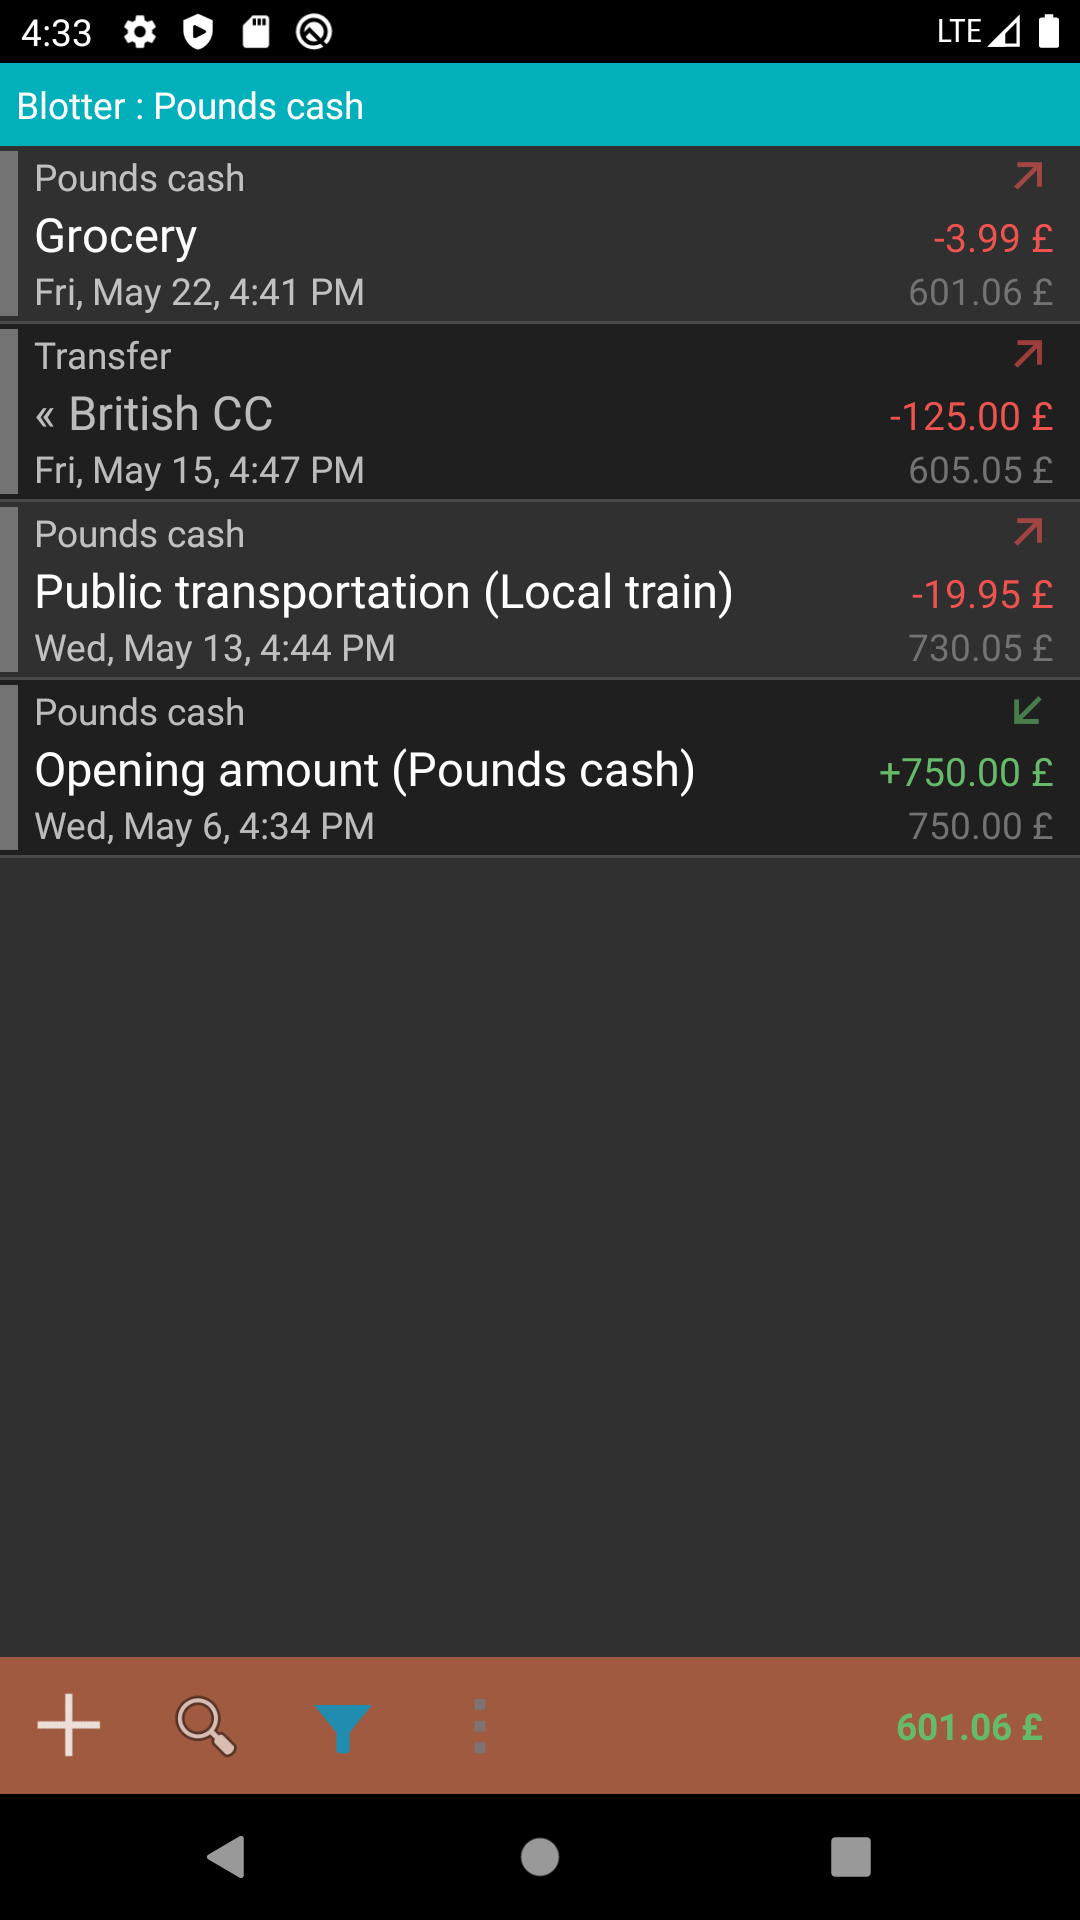 4:33
LTE
Blotter : Pounds cash
Pounds cash
Grocery
-3.99 £
Fri, May 22, 4:41 PM
601.06 £
Transfer
« British CC
-125.00 £
Fri, May 15, 4:47 PM
605.05 £
Pounds cash
Public transportation (Local train)
-19.95 £
Wed, May 13, 4:44 PM
730.05 £
Pounds cash
Opening amount (Pounds cash)
+750.00 £
Wed, May 6, 4:34 PM
750.00 £
601.06 £